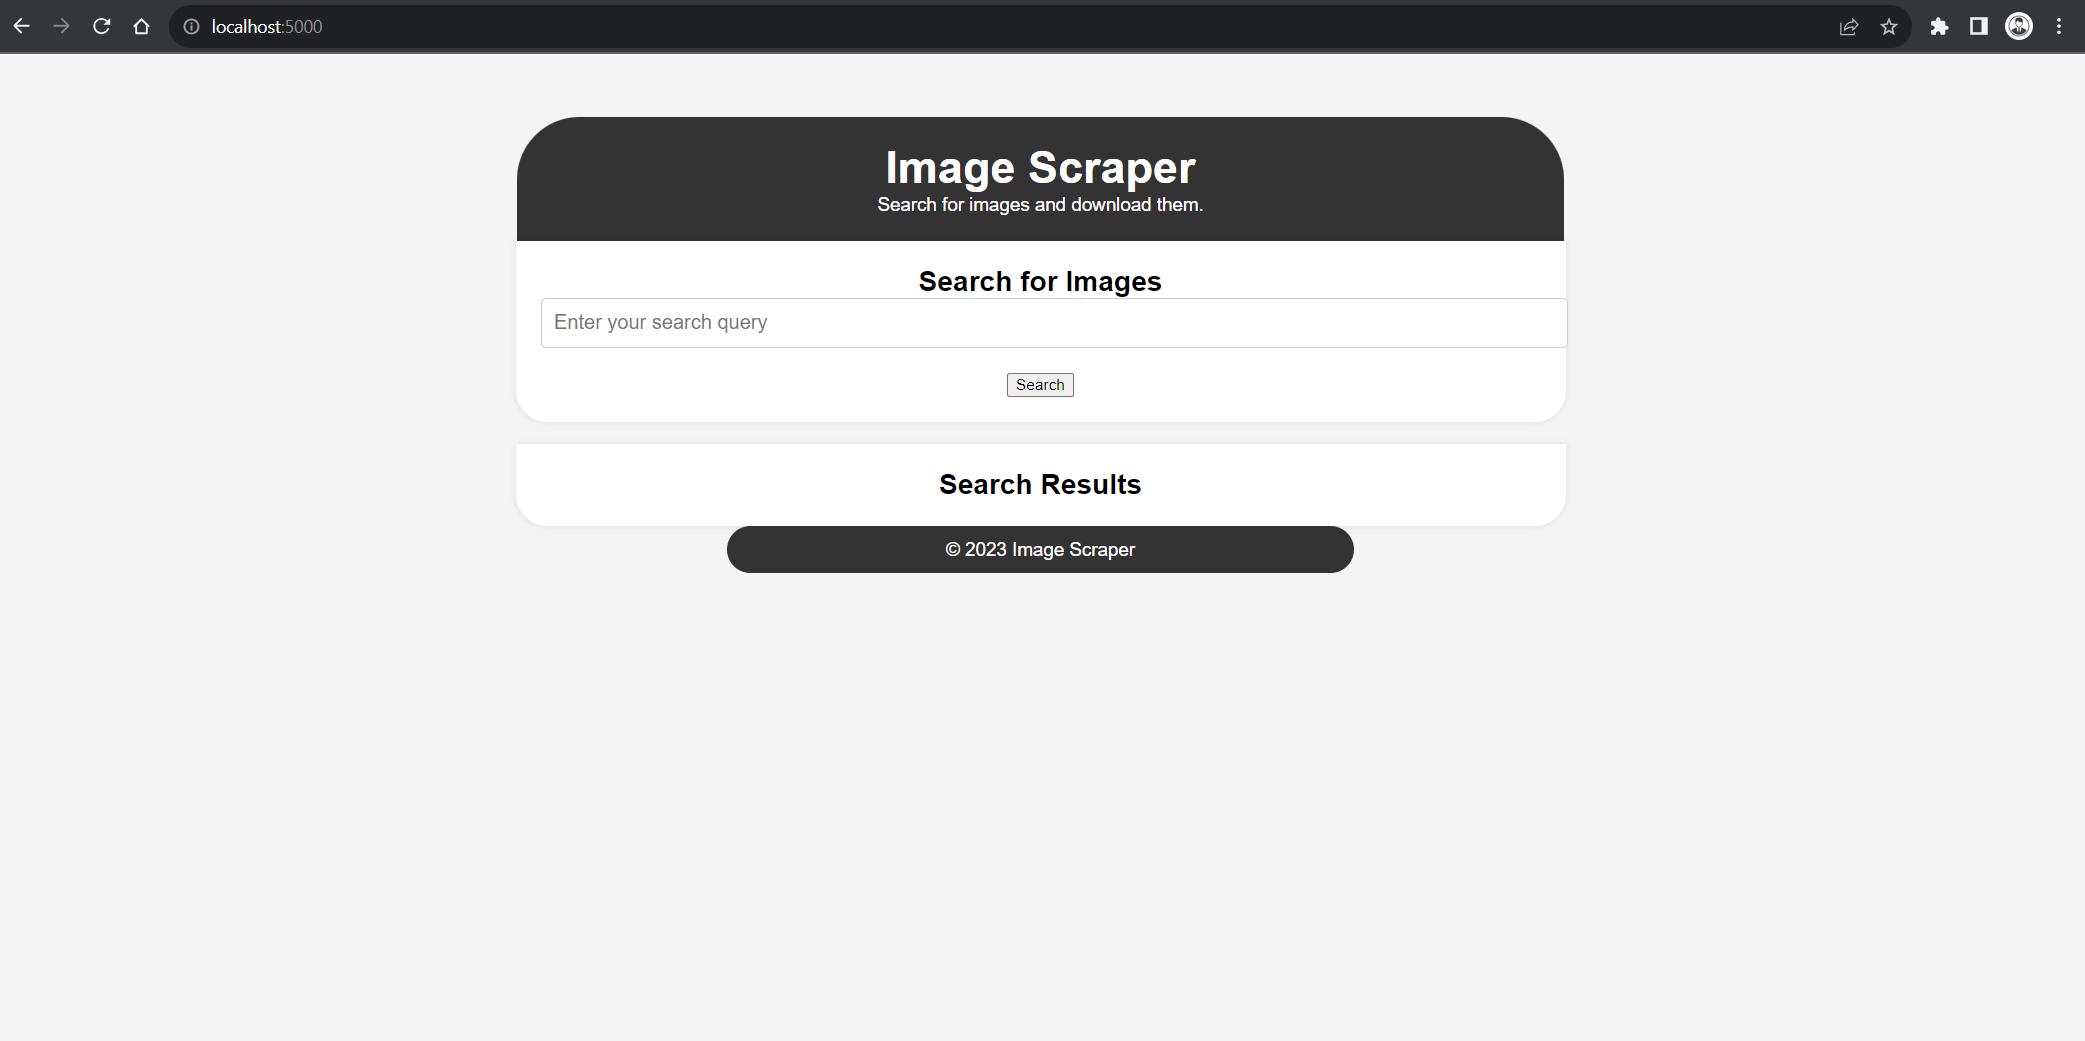 localhost:5000
Image Scraper
Search for images and download them.
Search for Images
Enter your search query
Search
Search Results
© 2023 Image Scraper